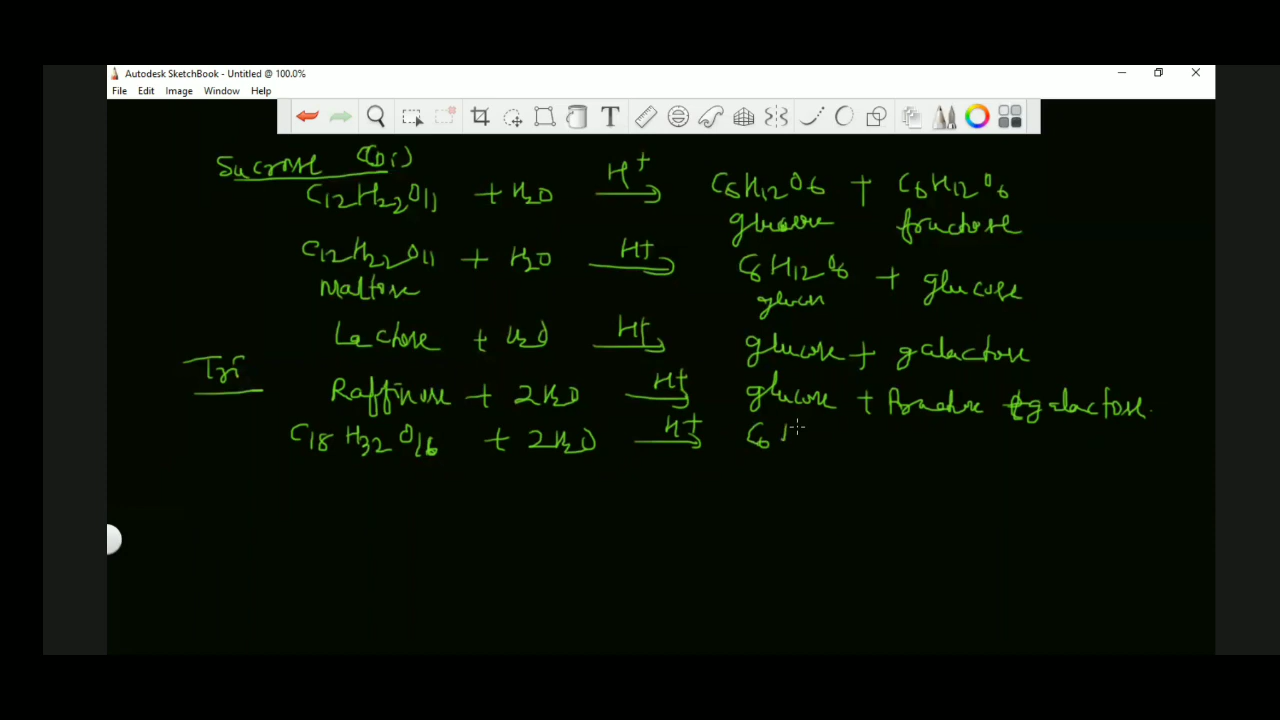 Autodesk SketchBook - Untitled @ 100.0%
File Edit Image Window Help
Sucrose (Di)
C12H22O11 + H2O H+ C6H12O6 + C6H12O6
glucose fructose
C12H22O11 + H2O H+ C6H12O6 + glucose
Maltose
Lactose + H2O H+ glucose + galactose
Tri
Raffinose + 2H2O H+ glucose + fructose + galactose.
C18H32O16 + 2H2O H+ C6